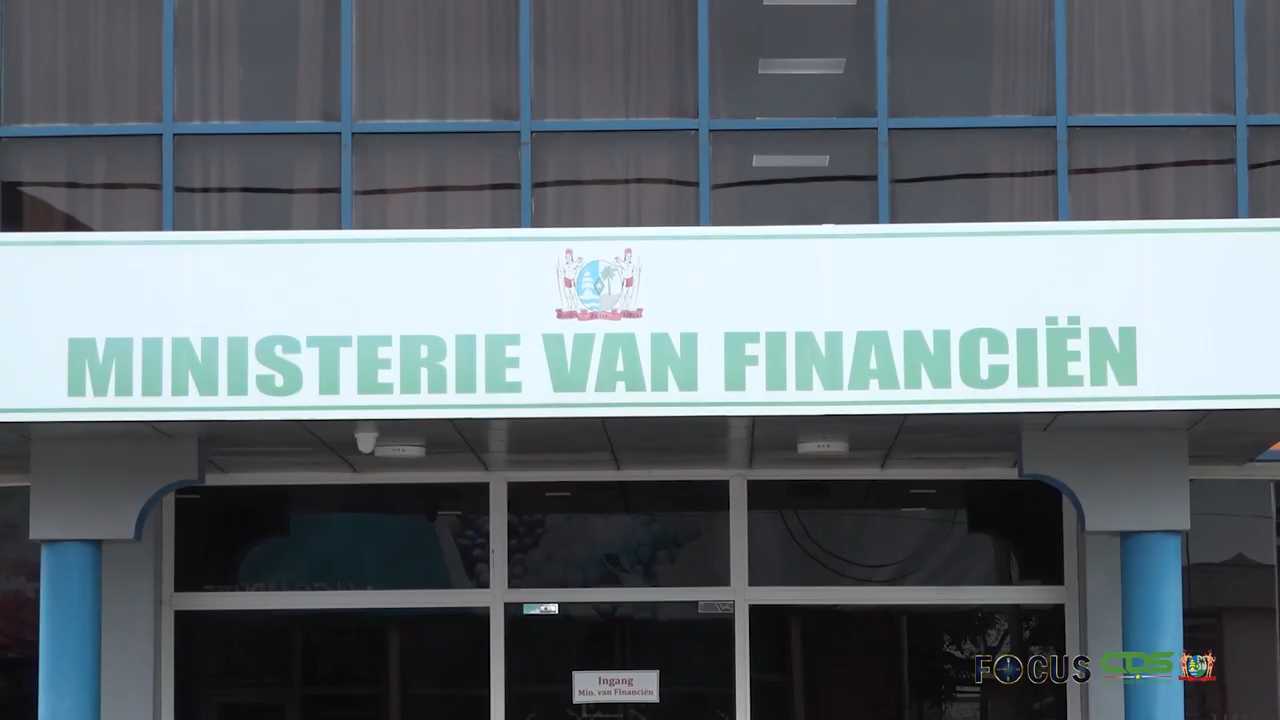 MINISTERIE VAN FINANCIËN
Ingang
Min. van Financiën
FOCUS CDS